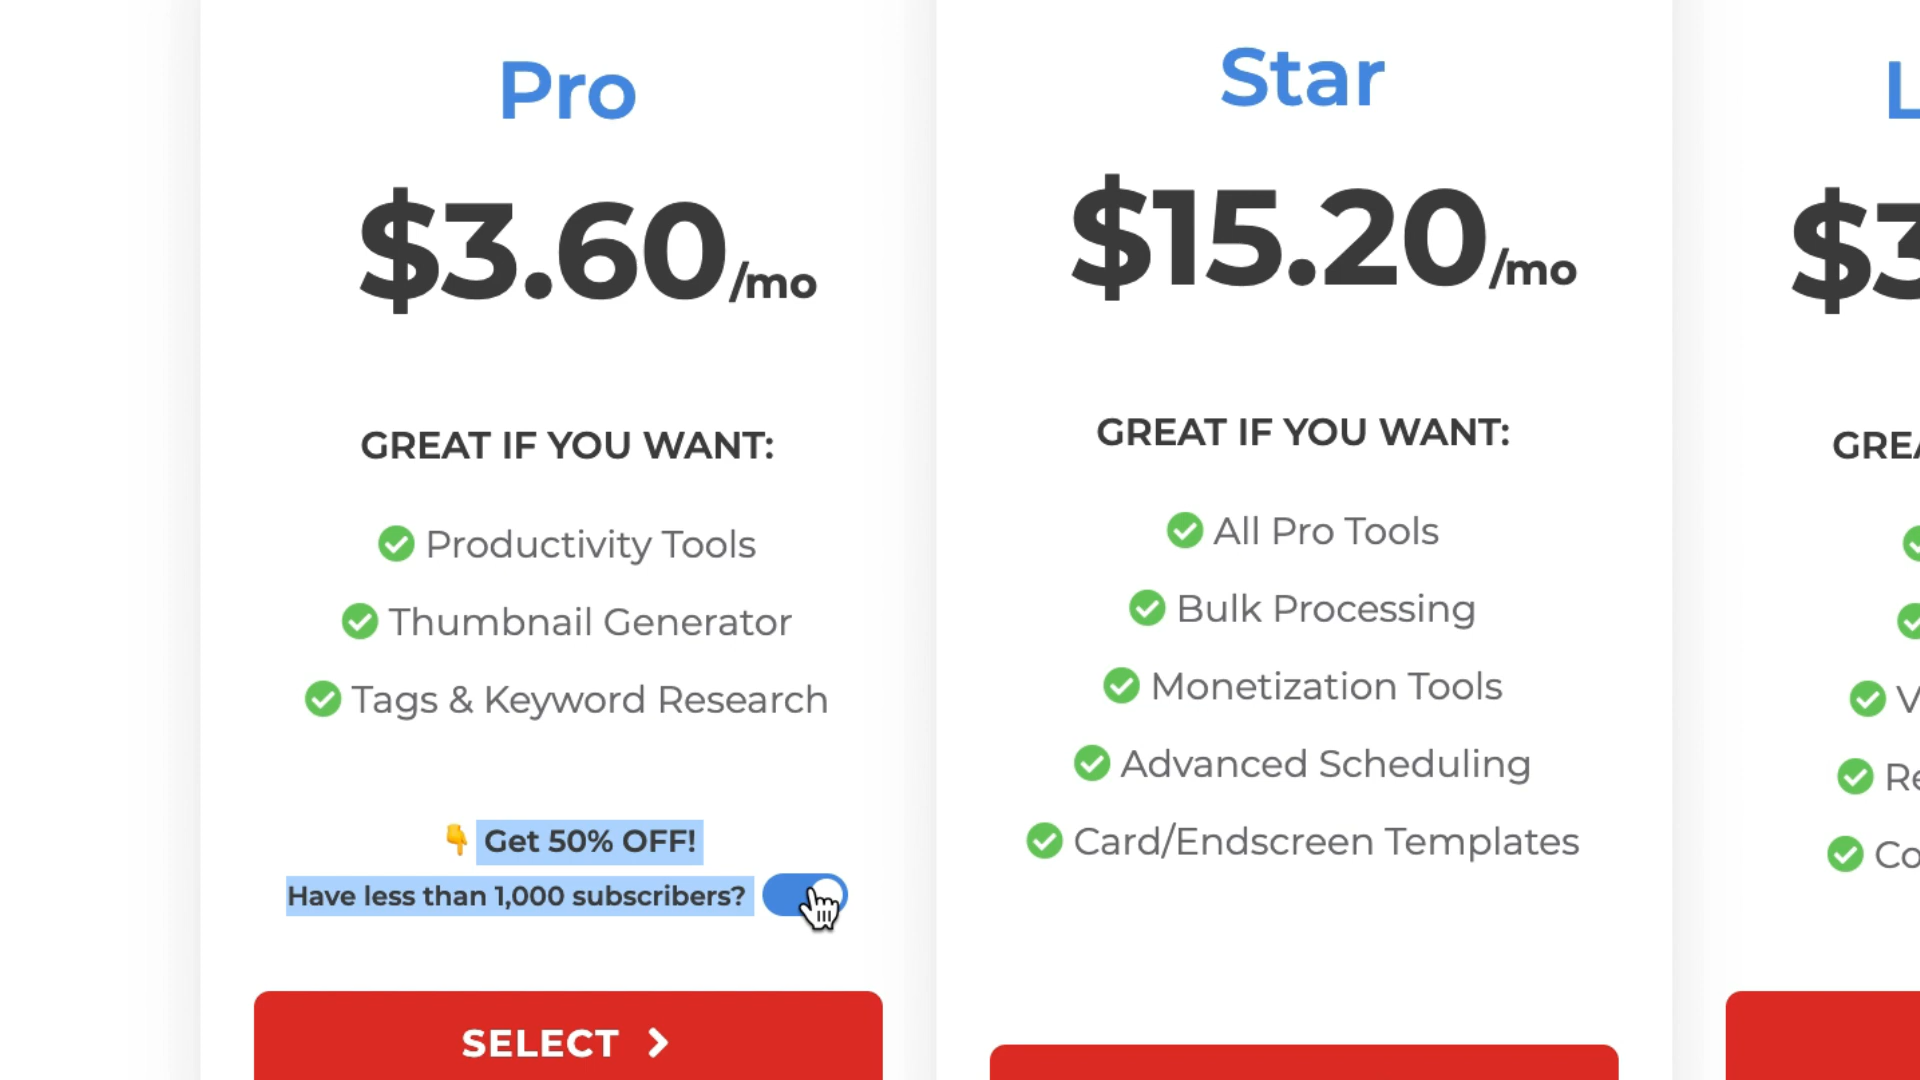 Pro
$3.60/mo
GREAT IF YOU WANT:
Productivity Tools
Thumbnail Generator
Tags & Keyword Research
👇 Get 50% OFF!
Have less than 1,000 subscribers?
SELECT >
Star
$15.20/mo
GREAT IF YOU WANT:
All Pro Tools
Bulk Processing
Monetization Tools
Advanced Scheduling
Card/Endscreen Templates